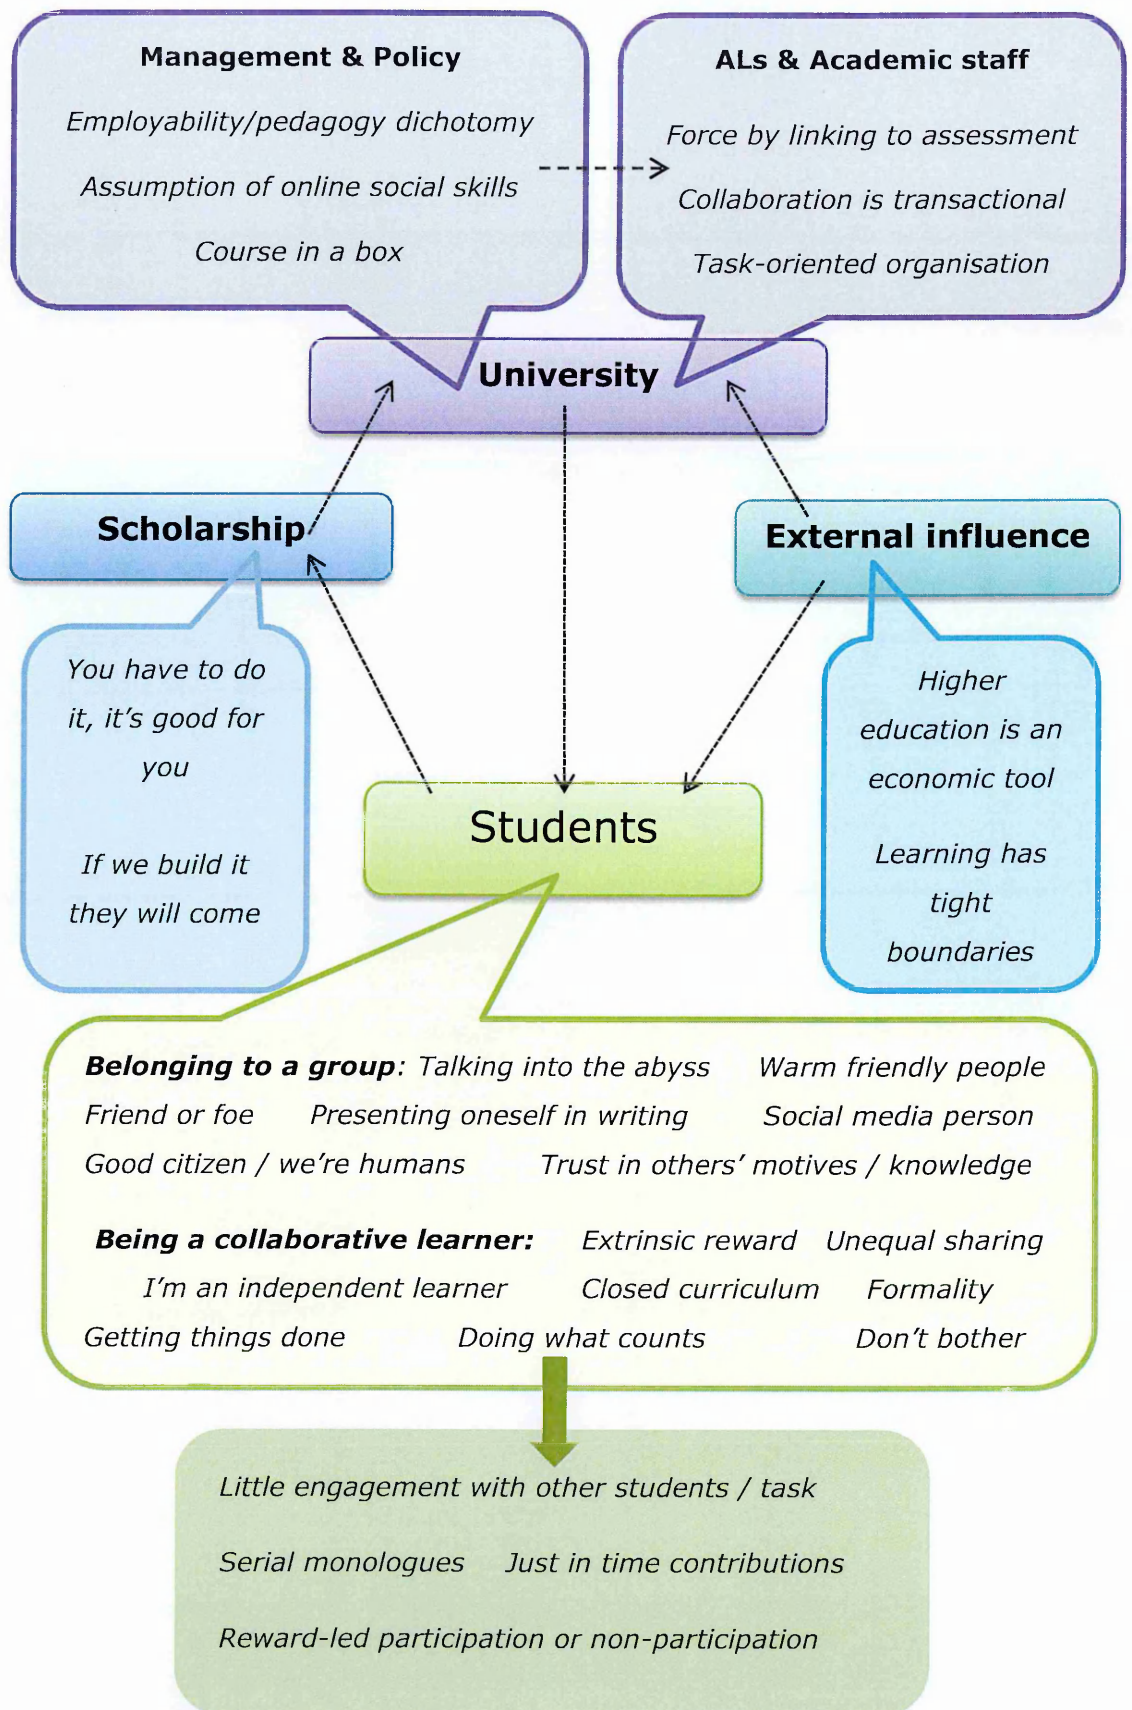 Management & Policy
Employability/pedagogy dichotomy
Assumption of online social skills
Course in a box
ALs & Academic staff
Force by linking to assessment
Collaboration is transactional
Task-oriented organisation
University
Scholarship
External influence
You have to do
it, it's good for
you
If we build it
they will come
Higher
education is an
economic tool
Learning has
tight
boundaries
Students
Belonging to a group: Talking into the abyss Warm friendly people
Friend or foe Presenting oneself in writing Social media person
Good citizen / we're humans Trust in others' motives / knowledge
Being a collaborative learner: Extrinsic reward Unequal sharing
I'm an independent learner Closed curriculum Formality
Getting things done Doing what counts Don't bother
Little engagement with other students / task
Serial monologues Just in time contributions
Reward-led participation or non-participation